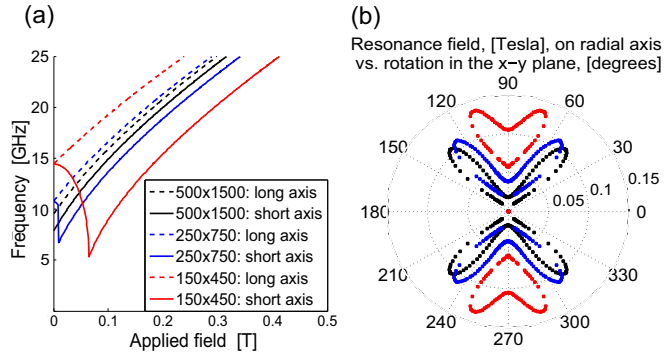 (a)
25
20
15
10
5
Frequency [GHz]
0
0.1
0.2
0.3
0.4
0.5
Applied field [T]
500x1500: long axis
500x1500: short axis
250x750: long axis
250x750: short axis
150x450: long axis
150x450: short axis
(b)
Resonance field, [Tesla], on radial axis
vs. rotation in the x−y plane, [degrees]
90
120
60
150
30
0.15
0.1
0.05
180
0
210
330
240
300
270